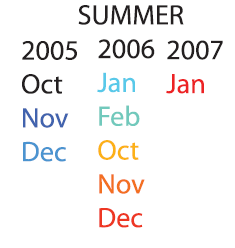 SUMMER
2005 2006 2007
Oct Jan Jan
Nov Feb
Dec Oct
Nov
Dec